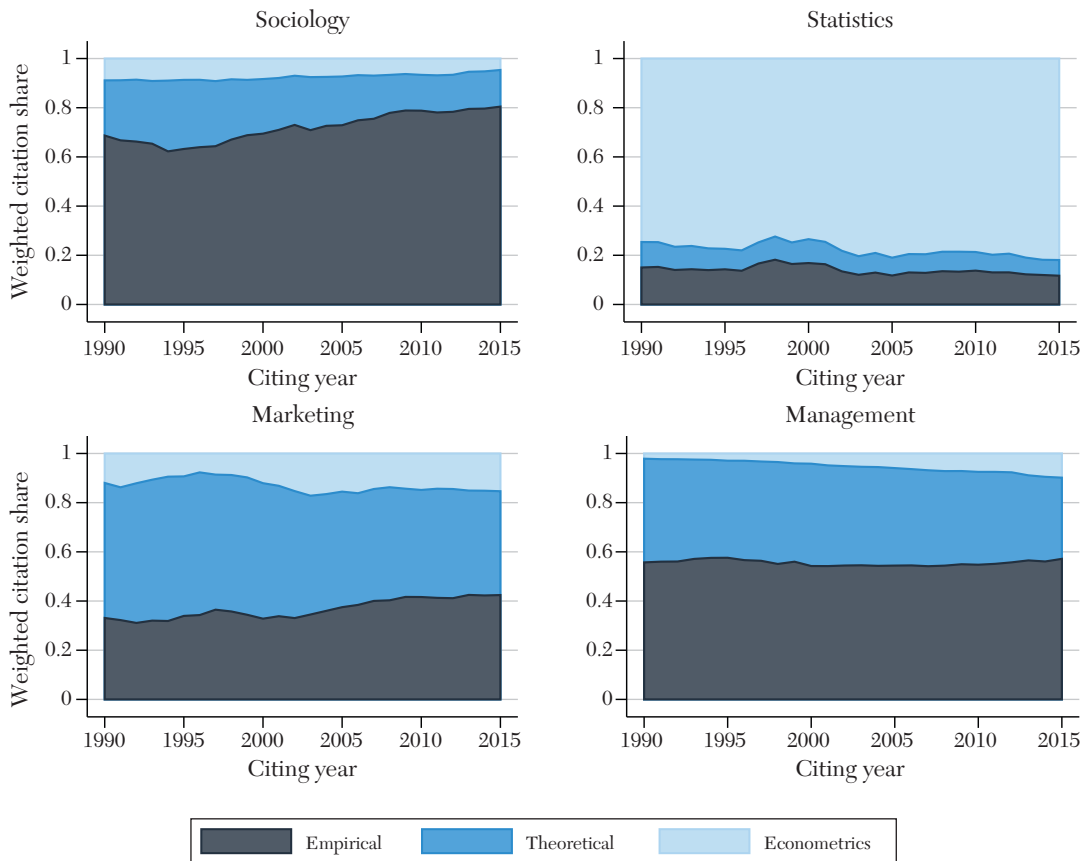 Sociology
Weighted citation share
1
0.8
0.6
0.4
0.2
0
1990 1995 2000 2005 2010 2015
Citing year
Statistics
1
0.8
0.6
0.4
0.2
0
1990 1995 2000 2005 2010 2015
Citing year
Marketing
Weighted citation share
1
0.8
0.6
0.4
0.2
0
1990 1995 2000 2005 2010 2015
Citing year
Management
1
0.8
0.6
0.4
0.2
0
1990 1995 2000 2005 2010 2015
Citing year
Empirical Theoretical Econometrics